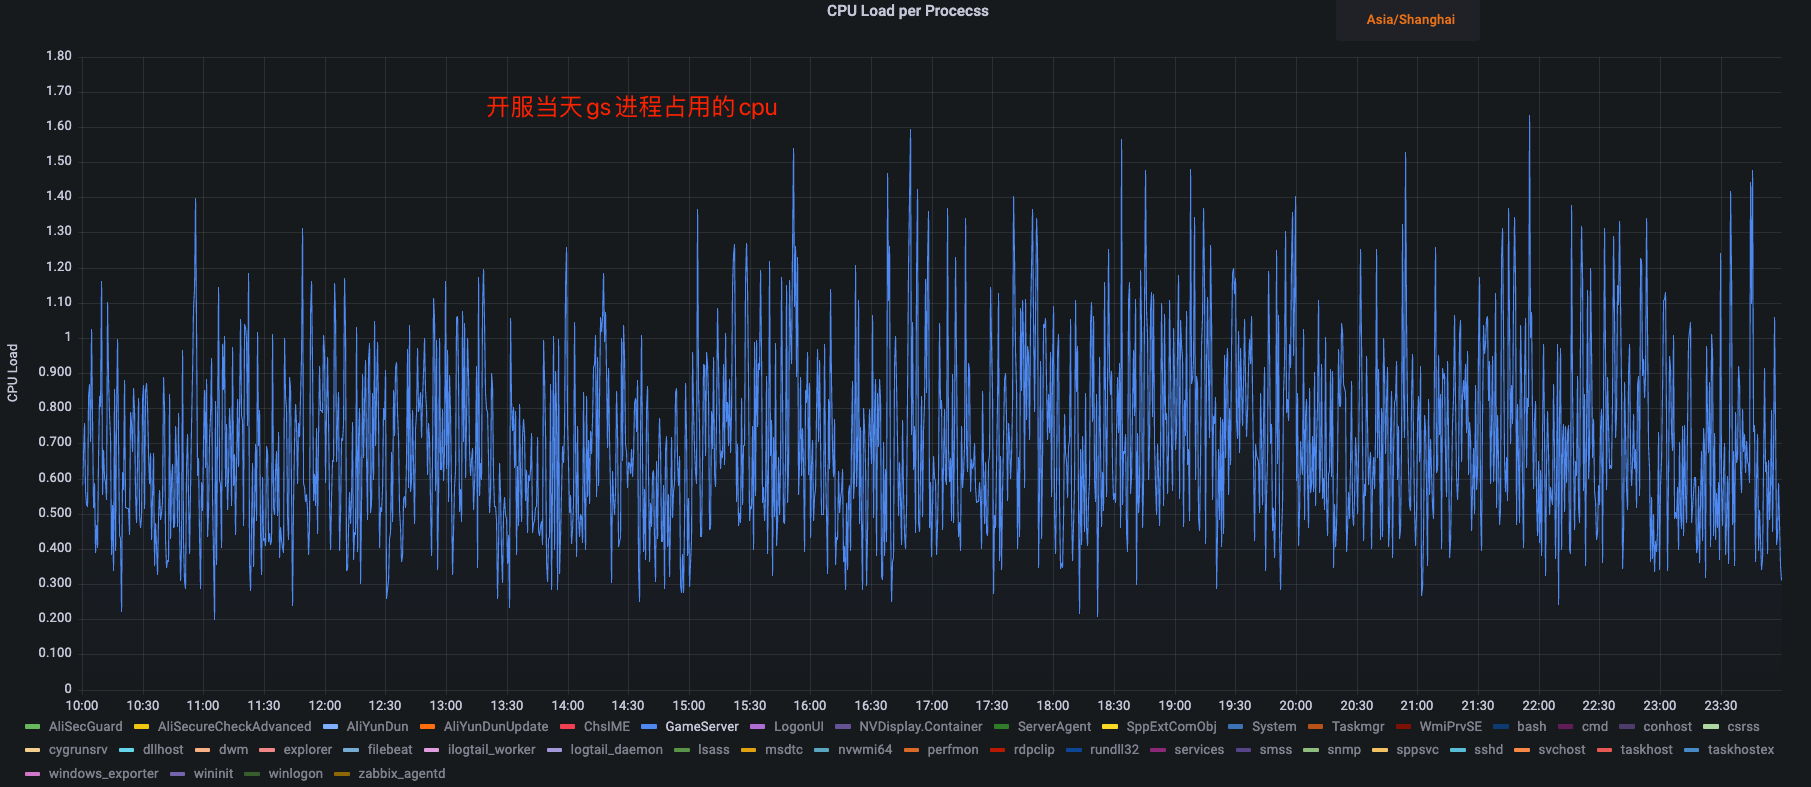 CPU Load per Procecss
Asia/Shanghai
开服当天gs进程占用的cpu
CPU Load
1.80
1.70
1.60
1.50
1.40
1.30
1.20
1.10
1
0.900
0.800
0.700
0.600
0.500
0.400
0.300
0.200
0.100
0
10:00 10:30 11:00 11:30 12:00 12:30 13:00 13:30 14:00 14:30 15:00 15:30 16:00 16:30 17:00 17:30 18:00 18:30 19:00 19:30 20:00 20:30 21:00 21:30 22:00 22:30 23:00 23:30
AliSecGuard AliSecureCheckAdvanced AliYunDun AliYunDunUpdate ChsIME GameServer LogonUI NVDisplay.Container ServerAgent SppExtComObj System Taskmgr WmiPrvSE bash cmd conhost csrss
cygrunsrv dllhost dwm explorer filebeat ilogtail_worker logtail_daemon lsass msdtc nvwmi64 perfmon rdpclip rundll32 services smss snmp sppsvc sshd svchost taskhost taskhostex
windows_exporter wininit winlogon zabbix_agentd